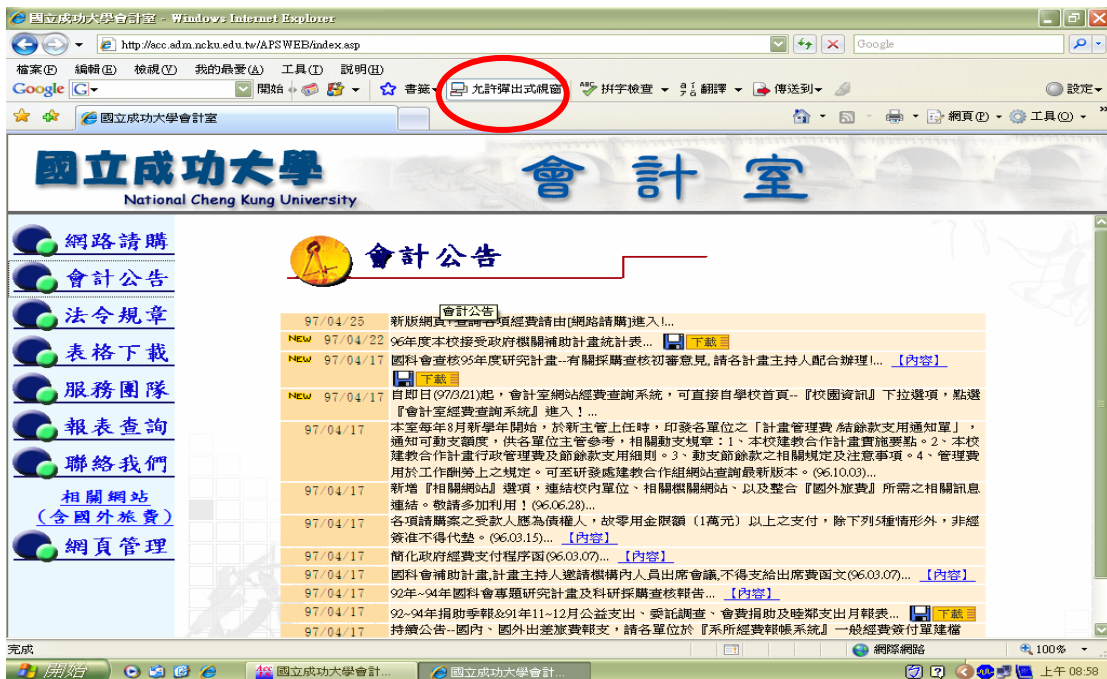 國立成功大學會計室 - Windows Internet Explorer
http://acc.adm.ncku.edu.tw/APSWEB/index.asp
Google
檔案(F) 編輯(E) 檢視(V) 我的最愛(A) 工具(T) 說明(H)
Google G 開始 書籤 允許彈出式視窗 ABC 拼字檢查 翻譯 傳送到 設定
國立成功大學會計室 網頁(P) 工具(O) »
國立成功大學 會計室
National Cheng Kung University
網路請購
會計公告
法令規章
表格下載
服務團隊
報表查詢
聯絡我們
相關網站
(含國外旅費)
網頁管理
會計公告
會計公告
97/04/25 新版網頁!查詢各項經費請由[網路請購]進入!...
NEW 97/04/22 96年度本校接受政府機關補助計畫統計表... 下載
NEW 97/04/17 國科會查核95年度研究計畫--有關採購查核初審意見,請各計畫主持人配合辦理!... 【內容】
下載
NEW 97/04/17 自即日(97/3/21)起，會計室網站經費查詢系統，可直接自學校首頁--『校園資訊』下拉選項，點選
『會計室經費查詢系統』進入！...
97/04/17 本室每年8月新學年開始，於新主管上任時，印發各單位之「計畫管理費/結餘款支用通知單」，
通知可動支額度，供各單位主管參考，相關動支規章：1、本校建教合作計畫實施要點。2、本校
建教合作計畫行政管理費及節餘款支用細則。3、動支節餘款之相關規定及注意事項。4、管理費
用於工作酬勞上之規定。可至研發處建教合作組網站查詢最新版本。(96.10.03)...
97/04/17 新增『相關網站』選項，連結校內單位、相關機關網站、以及整合『國外旅費』所需之相關訊息
連結。敬請多加利用！(96.06.28)...
97/04/17 各項請購案之受款人應為債權人，故零用金限額（1萬元）以上之支付，除下列5種情形外，非經
簽准不得代墊。(96.03.15)... 【內容】
97/04/17 簡化政府經費支付程序函(96.03.07)... 【內容】
97/04/17 國科會補助計畫,計畫主持人邀請機構內人員出席會議,不得支給出席費函文(96.03.07)... 【內容】
97/04/17 92年~94年國科會專題研究計畫及科研採購查核報告... 【內容】
97/04/17 92~94年捐助季報&91年11~12月公益支出、委託調查、會費捐助及睦鄰支出月報表... 下載
97/04/17 持續公告--國內、國外出差旅費報支，請各單位於『系所經費報帳系統』一般經費簽付單建檔
完成 網際網路 100%
開始 國立成功大學會計... 國立成功大學會計... 上午 08:58